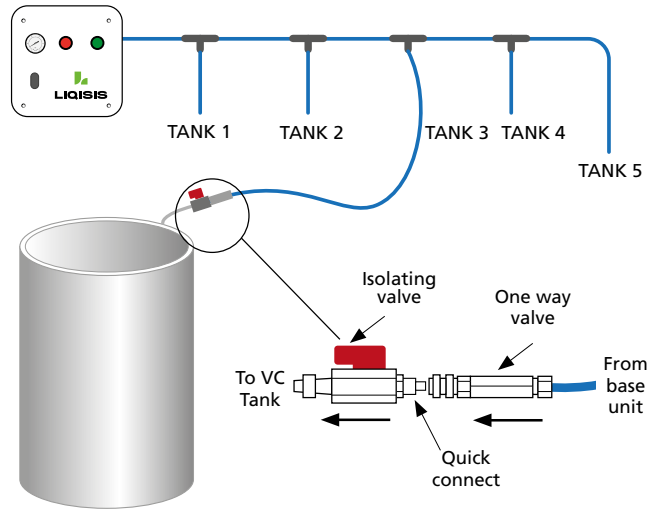 LIQISIS
TANK 1
TANK 2
TANK 3
TANK 4
TANK 5
Isolating
valve
One way
valve
To VC
Tank
From
base
unit
Quick
connect